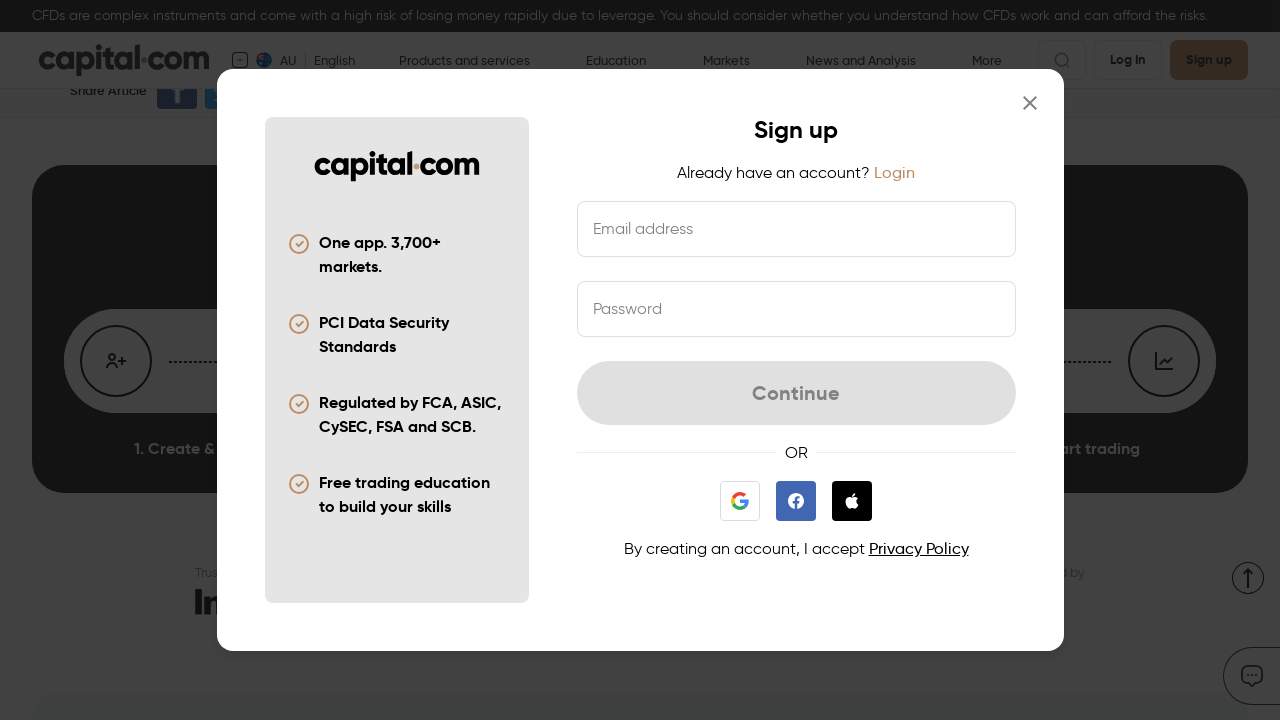 CFDs are complex instruments and come with a high risk of losing money rapidly due to leverage. You should consider whether you understand how CFDs work and can afford the risks.
capital.com AU English Products and services Education Markets News and Analysis More Log In Sign up
Share Article
capital.com
One app. 3,700+
markets.
PCI Data Security
Standards
Regulated by FCA, ASIC,
CySEC, FSA and SCB.
Free trading education
to build your skills
Sign up
Already have an account? Login
Email address
Password
Continue
OR
By creating an account, I accept Privacy Policy
1. Create &
trading
by